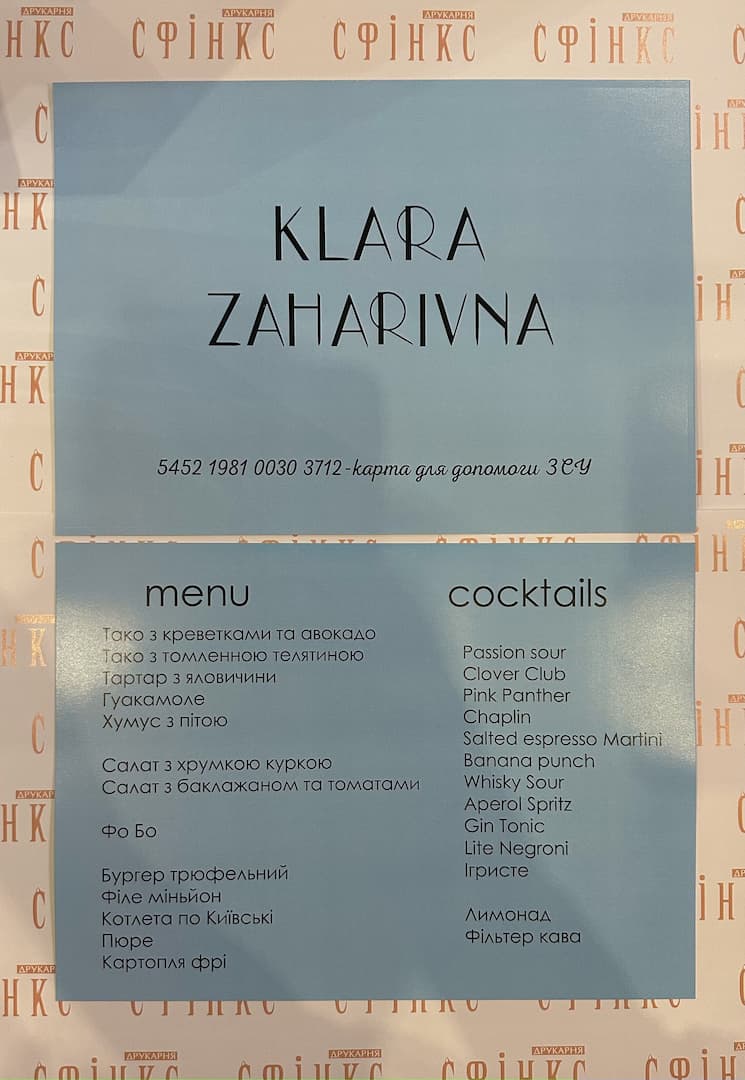 ДРУКАРНЯ
СФІНКС
KLARA
ZAHARIVNA
5452 1981 0030 3712-карта для допомоги ЗСУ
menu
Тако з креветками та авокадо
Тако з томленною телятиною
Тартар з яловичини
Гуакамоле
Хумус з пітою
Салат з хрумкою куркою
Салат з баклажаном та томатами
Фо Бо
Бургер трюфельний
Філе міньйон
Котлета по Київські
Пюре
Картопля фрі
cocktails
Passion sour
Clover Club
Pink Panther
Chaplin
Salted espresso Martini
Banana punch
Whisky Sour
Aperol Spritz
Gin Tonic
Lite Negroni
Ігристе
Лимонад
Фільтер кава